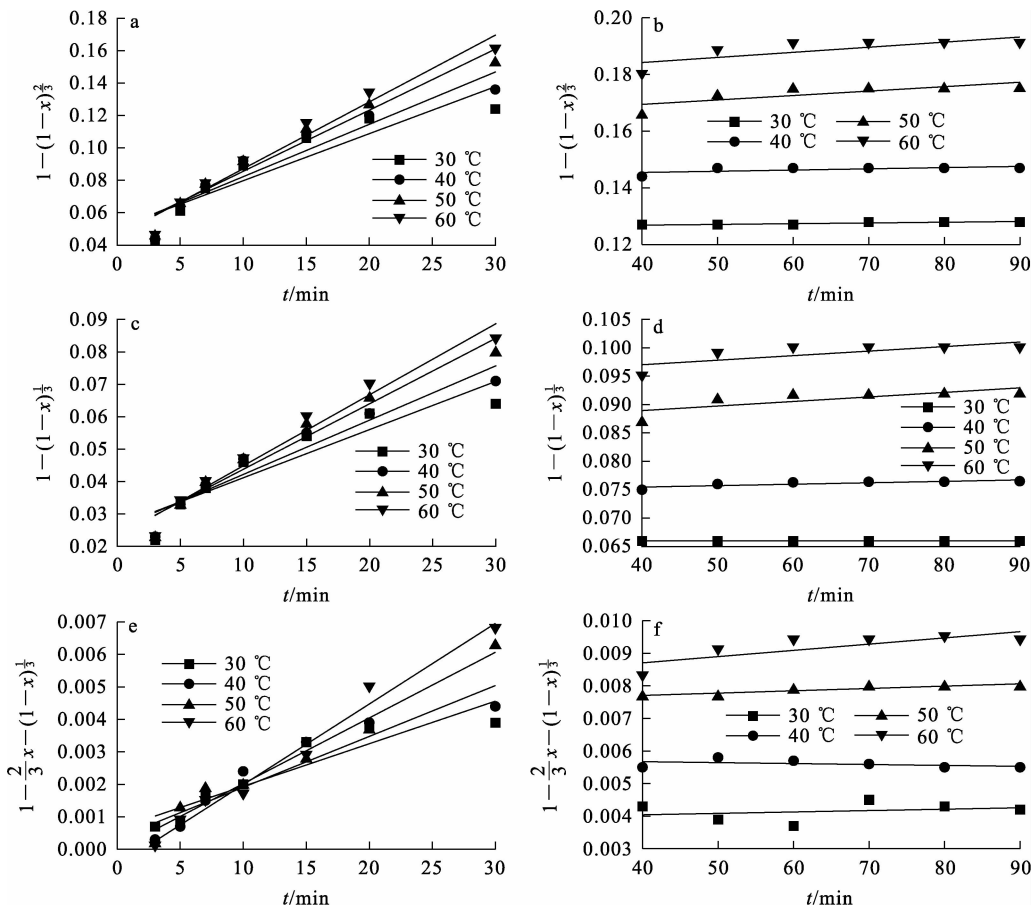 a
0.18
0.16
0.14
0.12
0.10
0.08
0.06
0.04
1−(1−x)^{2/3}
30 ℃
40 ℃
50 ℃
60 ℃
0 5 10 15 20 25 30
t/min
b
0.20
0.18
0.16
0.14
0.12
1−(1−x)^{2/3}
30 ℃ 50 ℃
40 ℃ 60 ℃
40 50 60 70 80 90
t/min
c
0.09
0.08
0.07
0.06
0.05
0.04
0.03
0.02
1−(1−x)^{1/3}
30 ℃
40 ℃
50 ℃
60 ℃
0 5 10 15 20 25 30
t/min
d
0.105
0.100
0.095
0.090
0.085
0.080
0.075
0.070
0.065
1−(1−x)^{1/3}
30 ℃
40 ℃
50 ℃
60 ℃
40 50 60 70 80 90
t/min
e
0.007
0.006
0.005
0.004
0.003
0.002
0.001
0.000
1−2/3x−(1−x)^{1/3}
30 ℃
40 ℃
50 ℃
60 ℃
0 5 10 15 20 25 30
t/min
f
0.010
0.009
0.008
0.007
0.006
0.005
0.004
0.003
1−2/3x−(1−x)^{1/3}
30 ℃ 50 ℃
40 ℃ 60 ℃
40 50 60 70 80 90
t/min